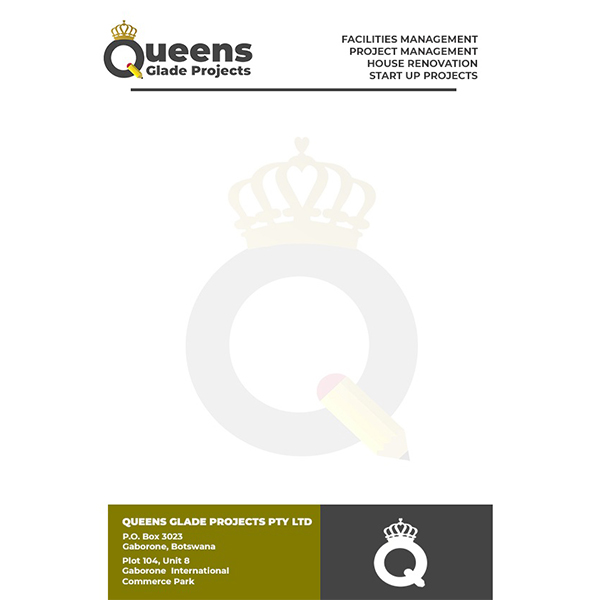 Queens
Glade Projects
FACILITIES MANAGEMENT
PROJECT MANAGEMENT
HOUSE RENOVATION
START UP PROJECTS
QUEENS GLADE PROJECTS PTY LTD
P.O. Box 3023
Gaborone, Botswana
Plot 104, Unit 8
Gaborone International
Commerce Park
Q